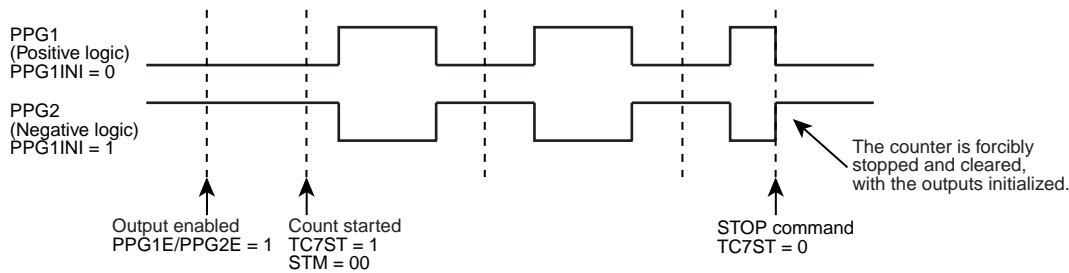 PPG1
(Positive logic)
PPG1INI = 0
PPG2
(Negative logic)
PPG1INI = 1
The counter is forcibly
stopped and cleared,
with the outputs initialized.
Output enabled
PPG1E/PPG2E = 1
Count started
TC7ST = 1
STM = 00
STOP command
TC7ST = 0